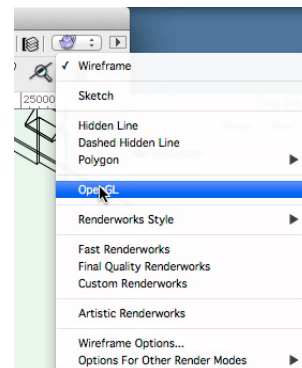 25000
✓ Wireframe
Sketch
Hidden Line
Dashed Hidden Line
Polygon
OpenGL
Renderworks Style
Fast Renderworks
Final Quality Renderworks
Custom Renderworks
Artistic Renderworks
Wireframe Options...
Options For Other Render Modes